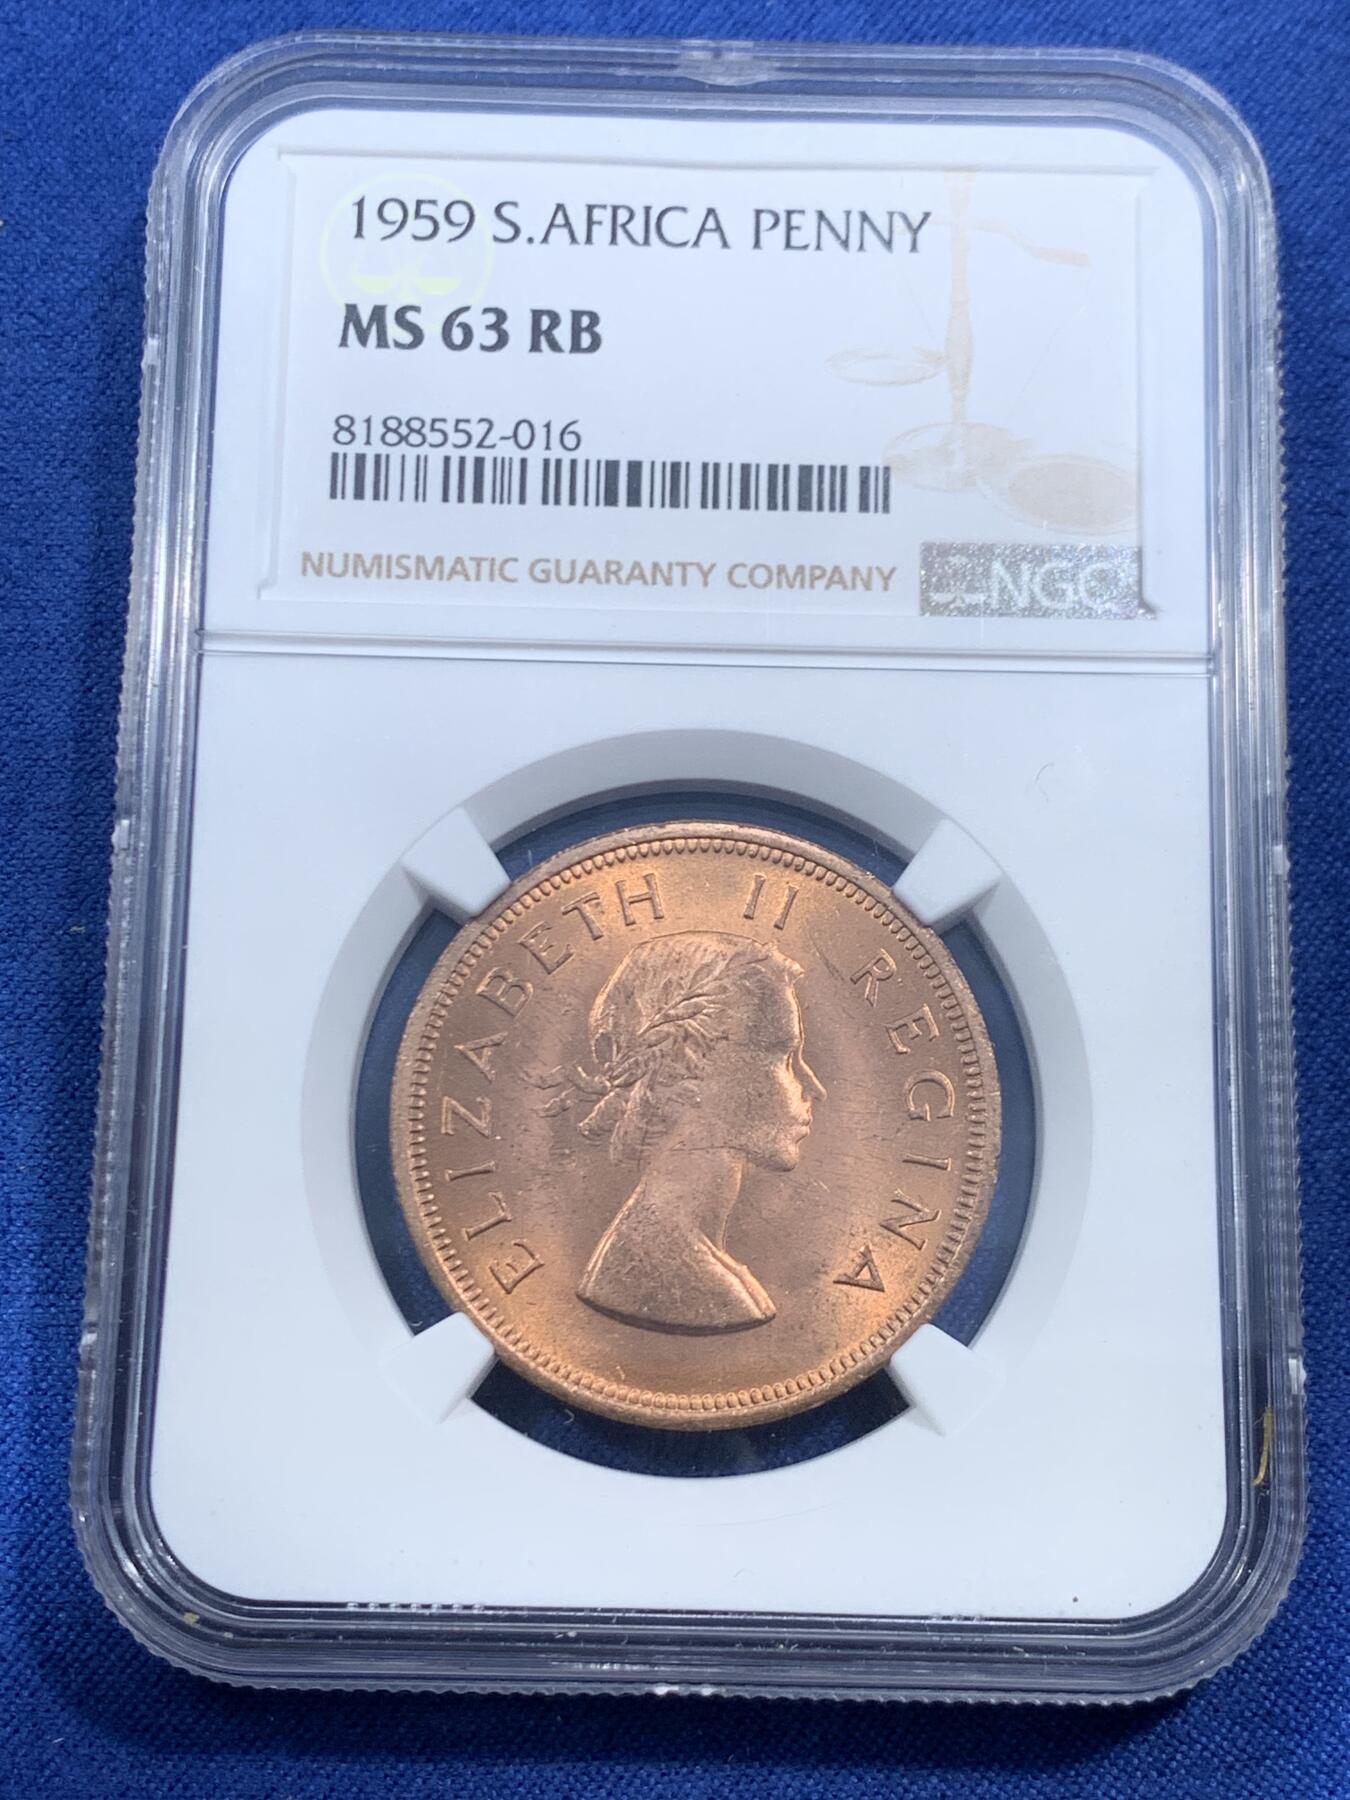 1959 S.AFRICA PENNY
MS 63 RB
8188552-016
NUMISMATIC GUARANTY COMPANY
NGC
ELIZABETH II REGINA